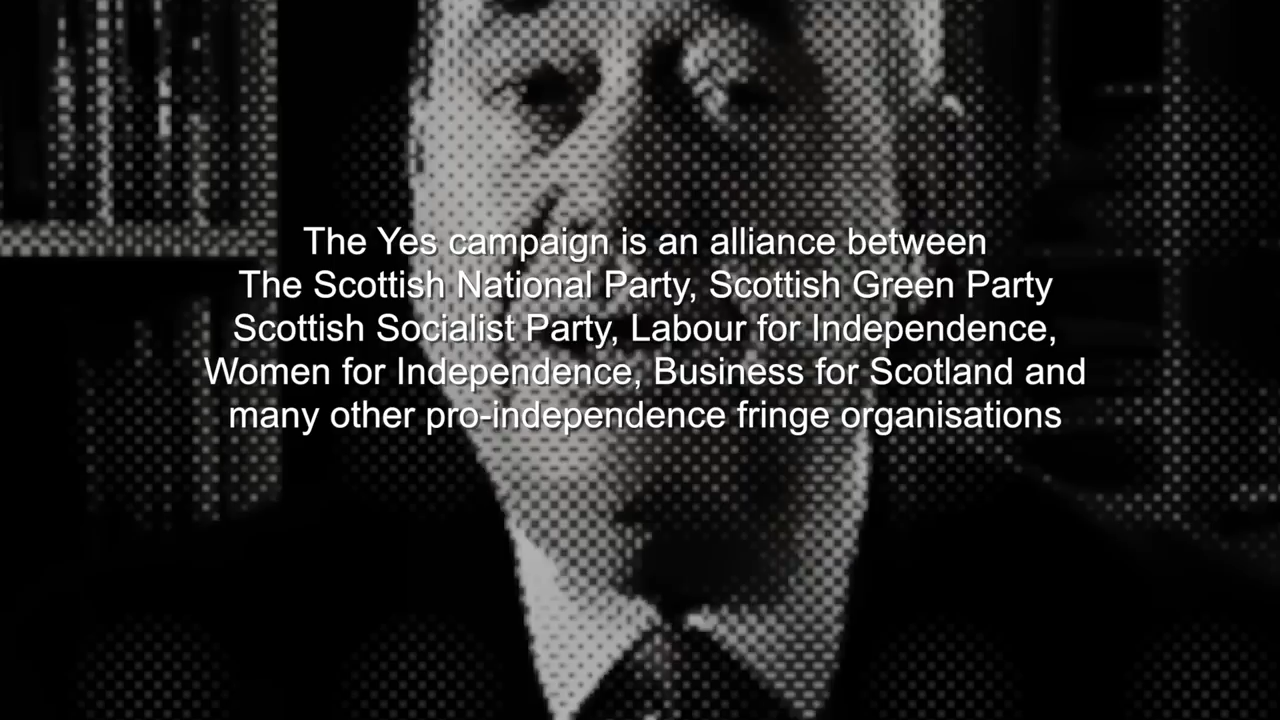 The Yes campaign is an alliance between
The Scottish National Party, Scottish Green Party
Scottish Socialist Party, Labour for Independence,
Women for Independence, Business for Scotland and
many other pro-independence fringe organisations